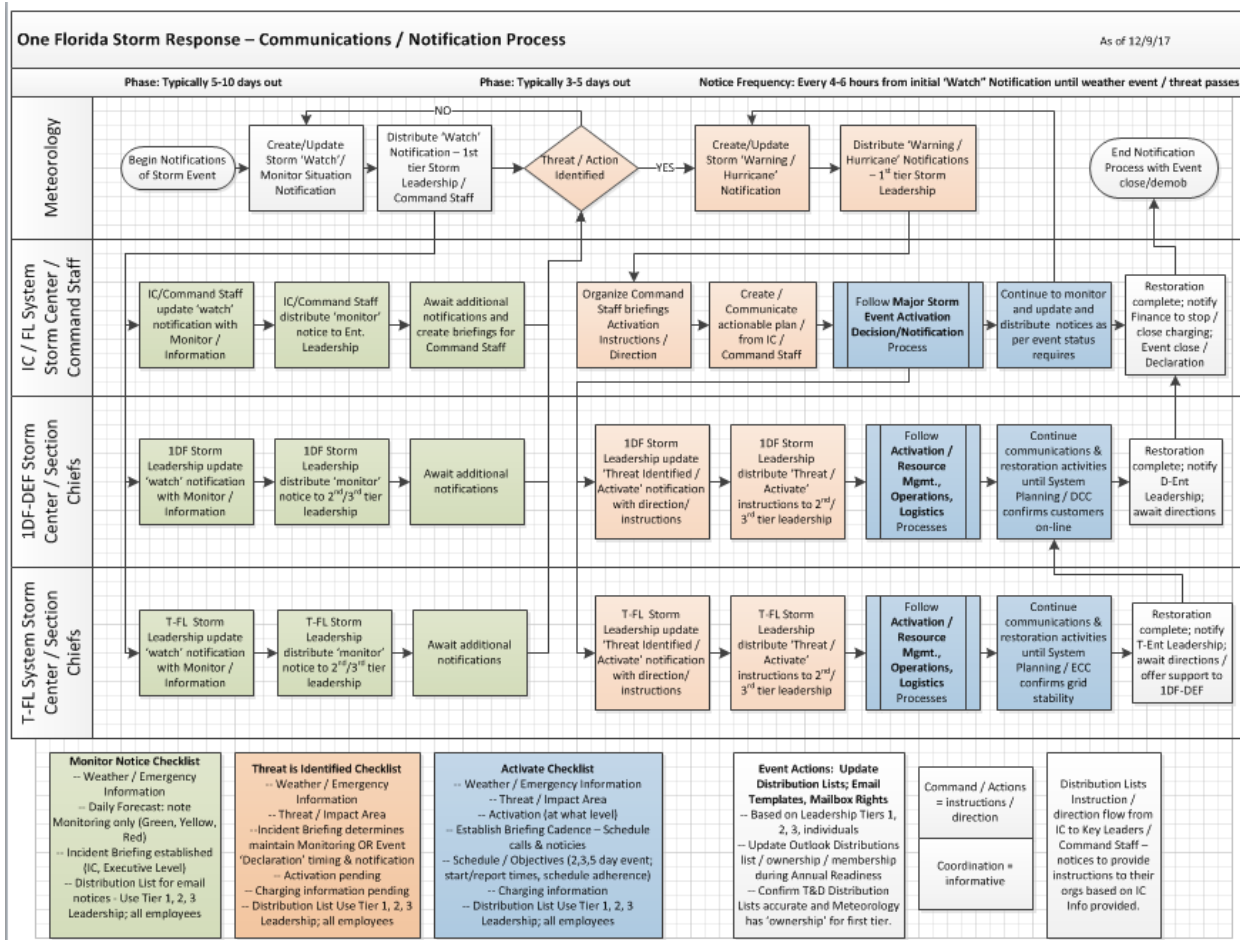 One Florida Storm Response – Communications / Notification Process
As of 12/9/17
Phase: Typically 5-10 days out
Phase: Typically 3-5 days out
Notice Frequency: Every 4-6 hours from initial ‘Watch” Notification until weather event / threat passes
Meteorology
Begin Notifications
of Storm Event
Create/Update
Storm ‘Watch’/
Monitor Situation
Notification
Distribute ‘Watch’
Notification – 1st
tier Storm
Leadership /
Command Staff
NO
Threat / Action
Identified
YES
Create/Update
Storm ‘Warning /
Hurricane’
Notification
Distribute ‘Warning /
Hurricane’ Notifications
– 1st tier Storm
Leadership
End Notification
Process with Event
close/demob
IC / FL System
Storm Center /
Command Staff
IC/Command Staff
update ‘watch’
notification with
Monitor /
Information
IC/Command Staff
distribute ‘monitor’
notice to Ent.
Leadership
Await additional
notifications and
create briefings for
Command Staff
Organize Command
Staff briefings
Activation
Instructions /
Direction
Create /
Communicate
actionable plan /
from IC /
Command Staff
Follow Major Storm
Event Activation
Decision/Notification
Process
Continue to monitor
and update and
distribute notices as
per event status
requires
Restoration
complete; notify
Finance to stop /
close charging;
Event close /
Declaration
1DF-DEF Storm
Center / Section
Chiefs
1DF Storm
Leadership update
‘watch’ notification
with Monitor /
Information
1DF Storm
Leadership
distribute ‘monitor’
notice to 2nd/3rd tier
leadership
Await additional
notifications
1DF Storm
Leadership update
‘Threat Identified /
Activate’ notification
with direction/
instructions
1DF Storm
Leadership
distribute ‘Threat /
Activate’
instructions to 2nd/
3rd tier leadership
Follow
Activation /
Resource
Mgmt.,
Operations,
Logistics
Processes
Continue
communications &
restoration activities
until System
Planning / DCC
confirms customers
on-line
Restoration
complete; notify
D-Ent
Leadership;
await directions
T-FL System Storm
Center / Section
Chiefs
T-FL Storm
Leadership update
‘watch’ notification
with Monitor /
Information
T-FL Storm
Leadership
distribute ‘monitor’
notice to 2nd/3rd tier
leadership
Await additional
notifications
T-FL Storm
Leadership update
‘Threat Identified /
Activate’ notification
with direction/
instructions
T-FL Storm
Leadership
distribute ‘Threat /
Activate’
instructions to 2nd/
3rd tier leadership
Follow
Activation /
Resource
Mgmt.,
Operations,
Logistics
Processes
Continue
communications &
restoration activities
until System
Planning / ECC
confirms grid
stability
Restoration
complete; notify
T-Ent Leadership;
await directions /
offer support to
1DF-DEF
Monitor Notice Checklist
-- Weather / Emergency
Information
-- Daily Forecast: note
Monitoring only (Green, Yellow,
Red)
-- Incident Briefing established
(IC, Executive Level)
-- Distribution List for email
notices - Use Tier 1, 2, 3
Leadership; all employees
Threat is Identified Checklist
-- Weather / Emergency
Information
-- Threat / Impact Area
--Incident Briefing determines
maintain Monitoring OR Event
‘Declaration’ timing & notification
-- Activation pending
-- Charging information pending
-- Distribution List Use Tier 1, 2, 3
Leadership; all employees
Activate Checklist
-- Weather / Emergency Information
-- Threat / Impact Area
-- Activation (at what level)
-- Establish Briefing Cadence – Schedule
calls & noticies
-- Schedule / Objectives (2,3,5 day event;
start/report times, schedule adherence)
-- Charging information
-- Distribution List Use Tier 1, 2, 3
Leadership; all employees
Event Actions: Update
Distribution Lists; Email
Templates, Mailbox Rights
-- Based on Leadership Tiers 1,
2, 3, individuals
-- Update Outlook Distributions
list / ownership / membership
during Annual Readiness
-- Confirm T&D Distribution
Lists accurate and Meteorology
has ‘ownership’ for first tier.
Command / Actions
= instructions /
direction
Coordination =
informative
Distribution Lists
Instruction /
direction flow from
IC to Key Leaders /
Command Staff –
notices to provide
instructions to their
orgs based on IC
Info provided.